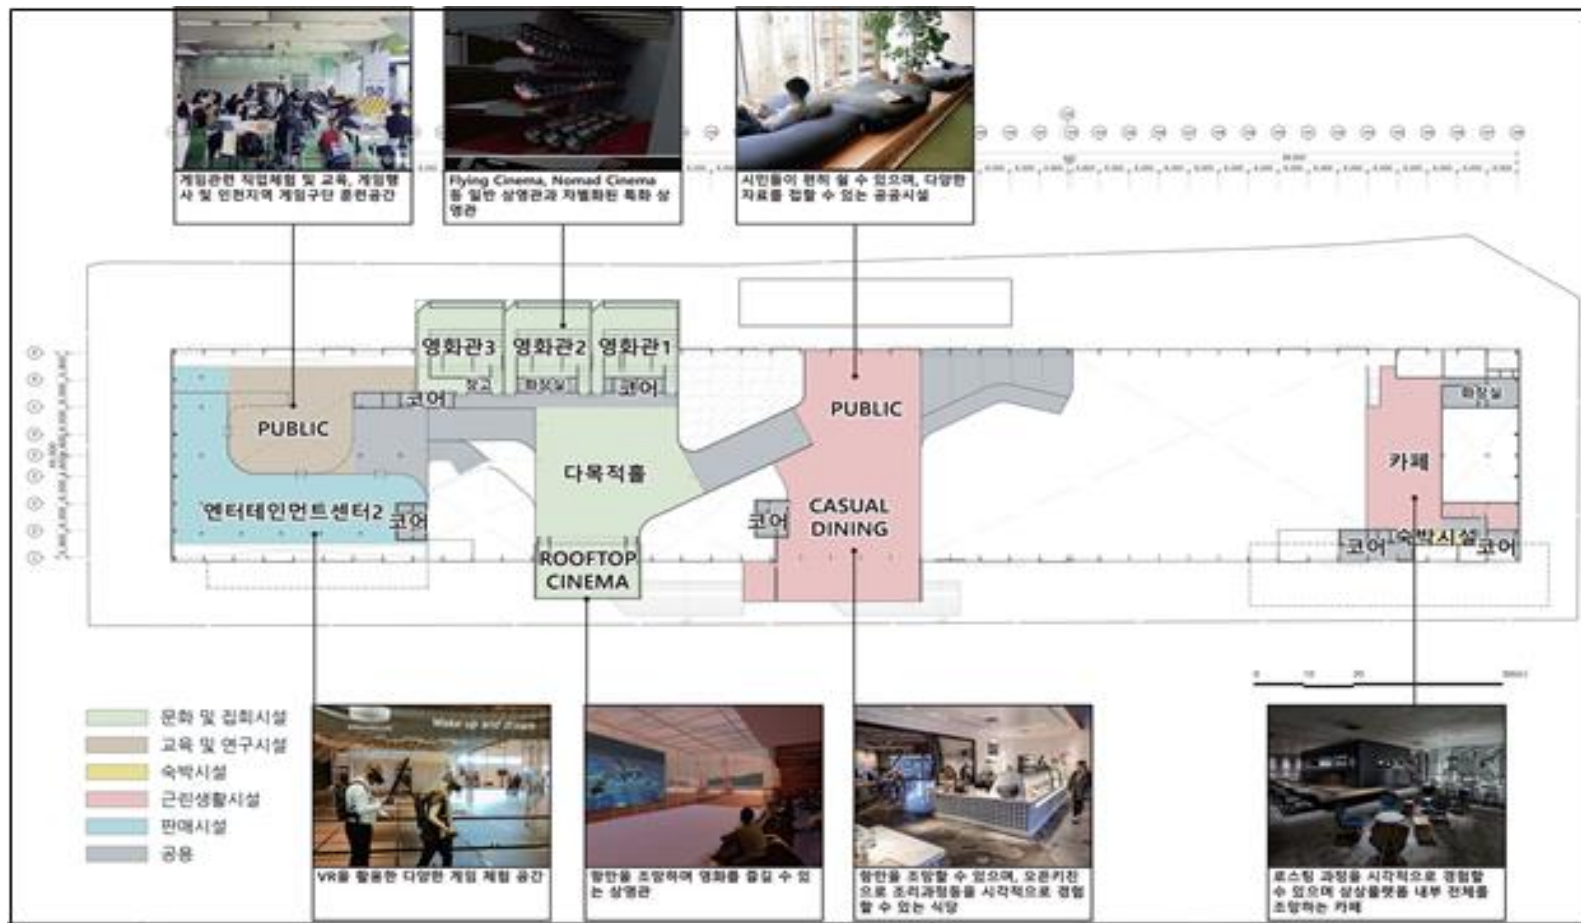 게임관련 직업체험 및 교육, 게임행
사 및 인천지역 게임구단 훈련공간
Flying Cinema, Nomad Cinema
등 일반 상영관과 차별화된 특화 상
영관
시민들이 편히 쉴 수 있으며, 다양한
자료를 접할 수 있는 공공시설
영화관3
영화관2
영화관1
창고
화장실
코어
코어
PUBLIC
PUBLIC
화장실
다목적홀
카페
엔터테인먼트센터2
코어
코어
CASUAL
DINING
ROOFTOP
CINEMA
코어
숙박시설
코어
0 10 20
문화 및 집회시설
교육 및 연구시설
숙박시설
근린생활시설
판매시설
공용
Wake up and dream
VR을 활용한 다양한 게임 체험 공간
항만을 조망하며 영화를 즐길 수 있
는 상영관
항만을 조망할 수 있으며, 오픈키친
으로 조리과정등을 시각적으로 경험
할 수 있는 식당
로스팅 과정을 시각적으로 경험할
수 있으며 상상플랫폼 내부 전체를
조망하는 카페